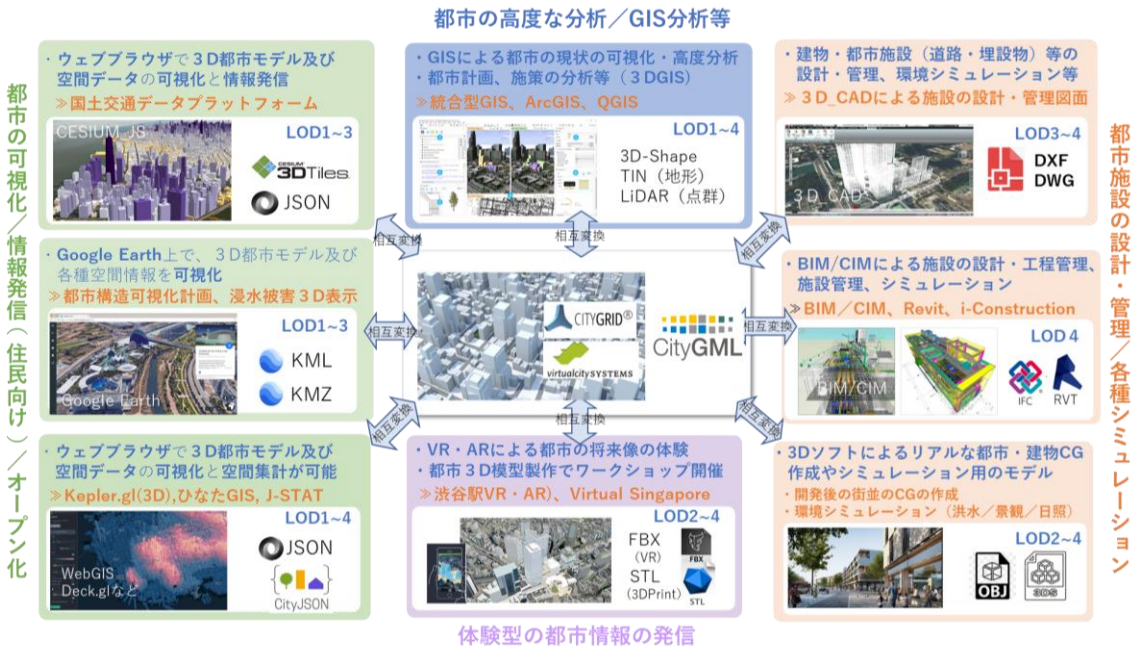 都市の高度な分析／GIS分析等
都市の可視化／情報発信（住民向け）／オープン化
・ウェブブラウザで３Ｄ都市モデル及び
空間データの可視化と情報発信
≫国土交通データプラットフォーム
CESIUM JS
LOD1~3
CESIUM
3DTiles
JSON
・GISによる都市の現状の可視化・高度分析
・都市計画、施策の分析等（３DGIS）
≫統合型GIS、ArcGIS、QGIS
LOD1~4
3D-Shape
TIN（地形）
LiDAR（点群）
・建物・都市施設（道路・埋設物）等の
設計・管理、環境シミュレーション等
≫３D_CADによる施設の設計・管理図面
3D_CAD
LOD3~4
DXF
DWG
相互変換
相互変換
相互変換
・Google Earth上で、３Ｄ都市モデル及び
各種空間情報を可視化
≫都市構造可視化計画、浸水被害３Ｄ表示
Google Earth
LOD1~3
KML
KMZ
相互変換
CITYGRID®
virtualcitySYSTEMS
CityGML
相互変換
・BIM/CIMによる施設の設計・工程管理、
施設管理、シミュレーション
≫BIM／CIM、Revit、i-Construction
BIM/CIM
LOD４
IFC
RVT
相互変換
相互変換
相互変換
・ウェブブラウザで３Ｄ都市モデル及び
空間データの可視化と空間集計が可能
≫Kepler.gl(3D),ひなたGIS, J-STAT
WebGIS
Deck.glなど
LOD1~4
JSON
CityJSON
・VR・ARによる都市の将来像の体験
・都市３Ｄ模型製作でワークショップ開催
≫渋谷駅VR・AR)、Virtual Singapore
LOD2~4
FBX
(VR)
STL
(3DPrint)
FBX
STL
・3Dソフトによるリアルな都市・建物CG
作成やシミュレーション用のモデル
・開発後の街並のCGの作成
・環境シミュレーション（洪水／景観／日照）
LOD2~4
OBJ
3DS
都市施設の設計・管理／各種シミュレーション
体験型の都市情報の発信